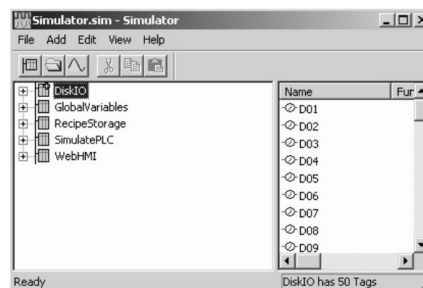 Simulator.sim - Simulator
File Add Edit View Help
DiskIO
GlobalVariables
RecipeStorage
SimulatePLC
WebHMI
Name Fur
D01
D02
D03
D04
D05
D06
D07
D08
D09
Ready
DiskIO has 50 Tags